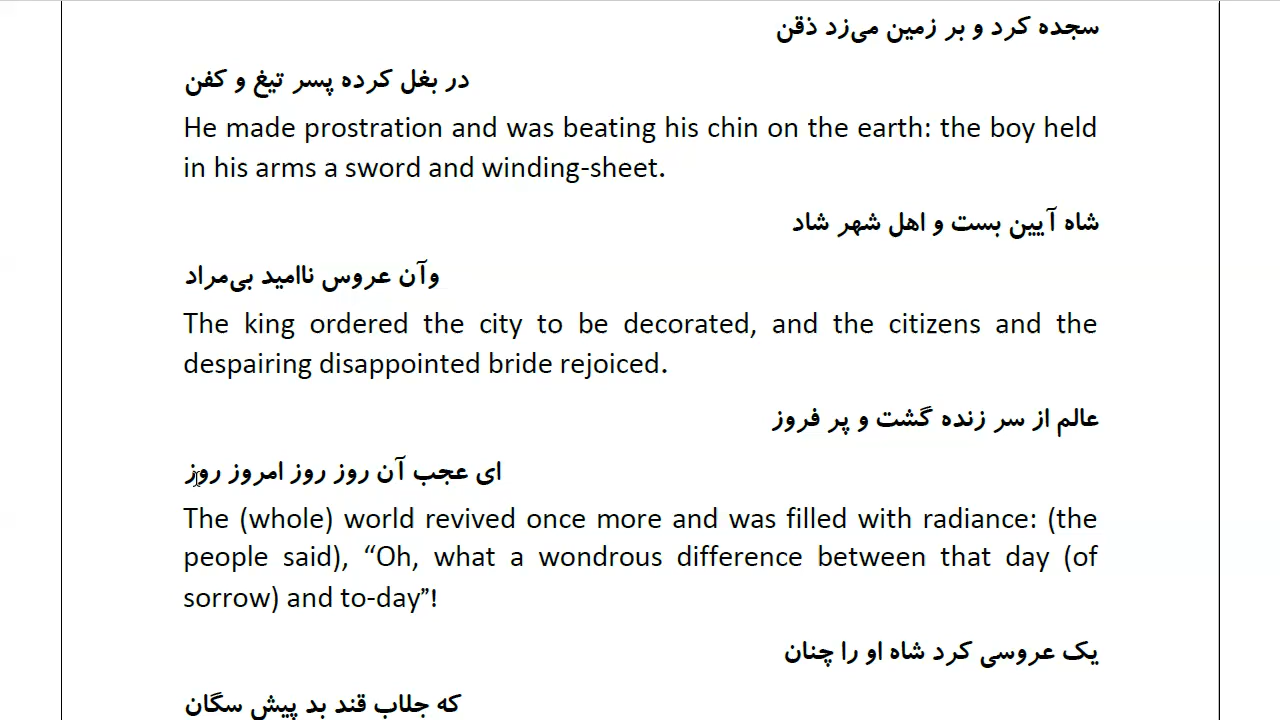 سجده کرد و بر زمین می‌زد ذقن
در بغل کرده پسر تیغ و کفن
He made prostration and was beating his chin on the earth: the boy held
in his arms a sword and winding-sheet.
شاه آیین بست و اهل شهر شاد
وآن عروس ناامید بی‌مراد
The king ordered the city to be decorated, and the citizens and the
despairing disappointed bride rejoiced.
عالم از سر زنده گشت و پر فروز
ای عجب آن روز روز امروز روز
The (whole) world revived once more and was filled with radiance: (the
people said), “Oh, what a wondrous difference between that day (of
sorrow) and to-day”!
یک عروسی کرد شاه او را چنان
که جلاب قند بد پیش سگان